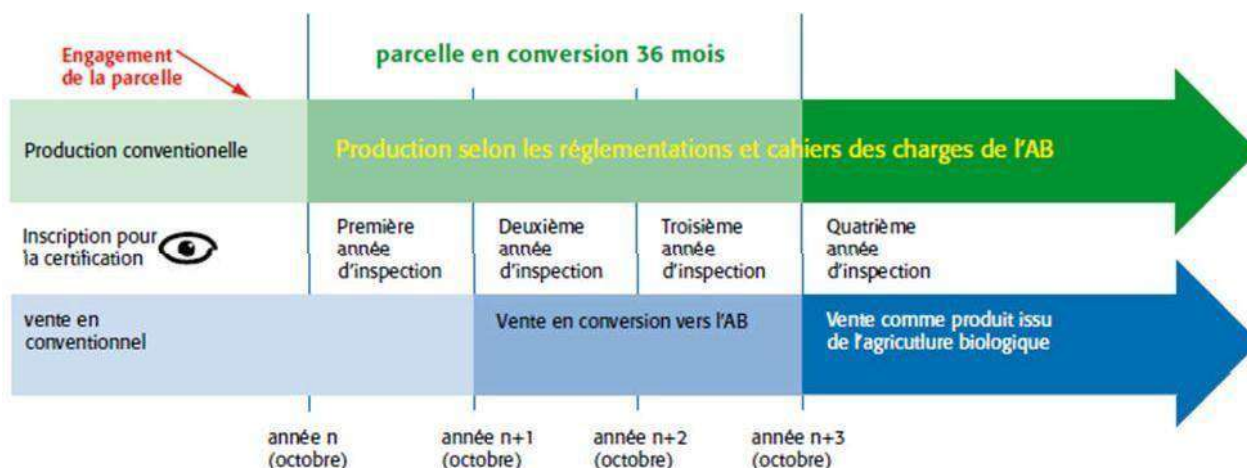 Engagement
de la parcelle
parcelle en conversion 36 mois
Production conventionelle
Production selon les réglementations et cahiers des charges de l'AB
Inscription pour
la certification
Première
année
d'inspection
Deuxième
année
d'inspection
Troisième
année
d'inspection
Quatrième
année
d'inspection
vente en
conventionnel
Vente en conversion vers l'AB
Vente comme produit issu
de l'agricutlure biologique
année n
(octobre)
année n+1
(octobre)
année n+2
(octobre)
année n+3
(octobre)